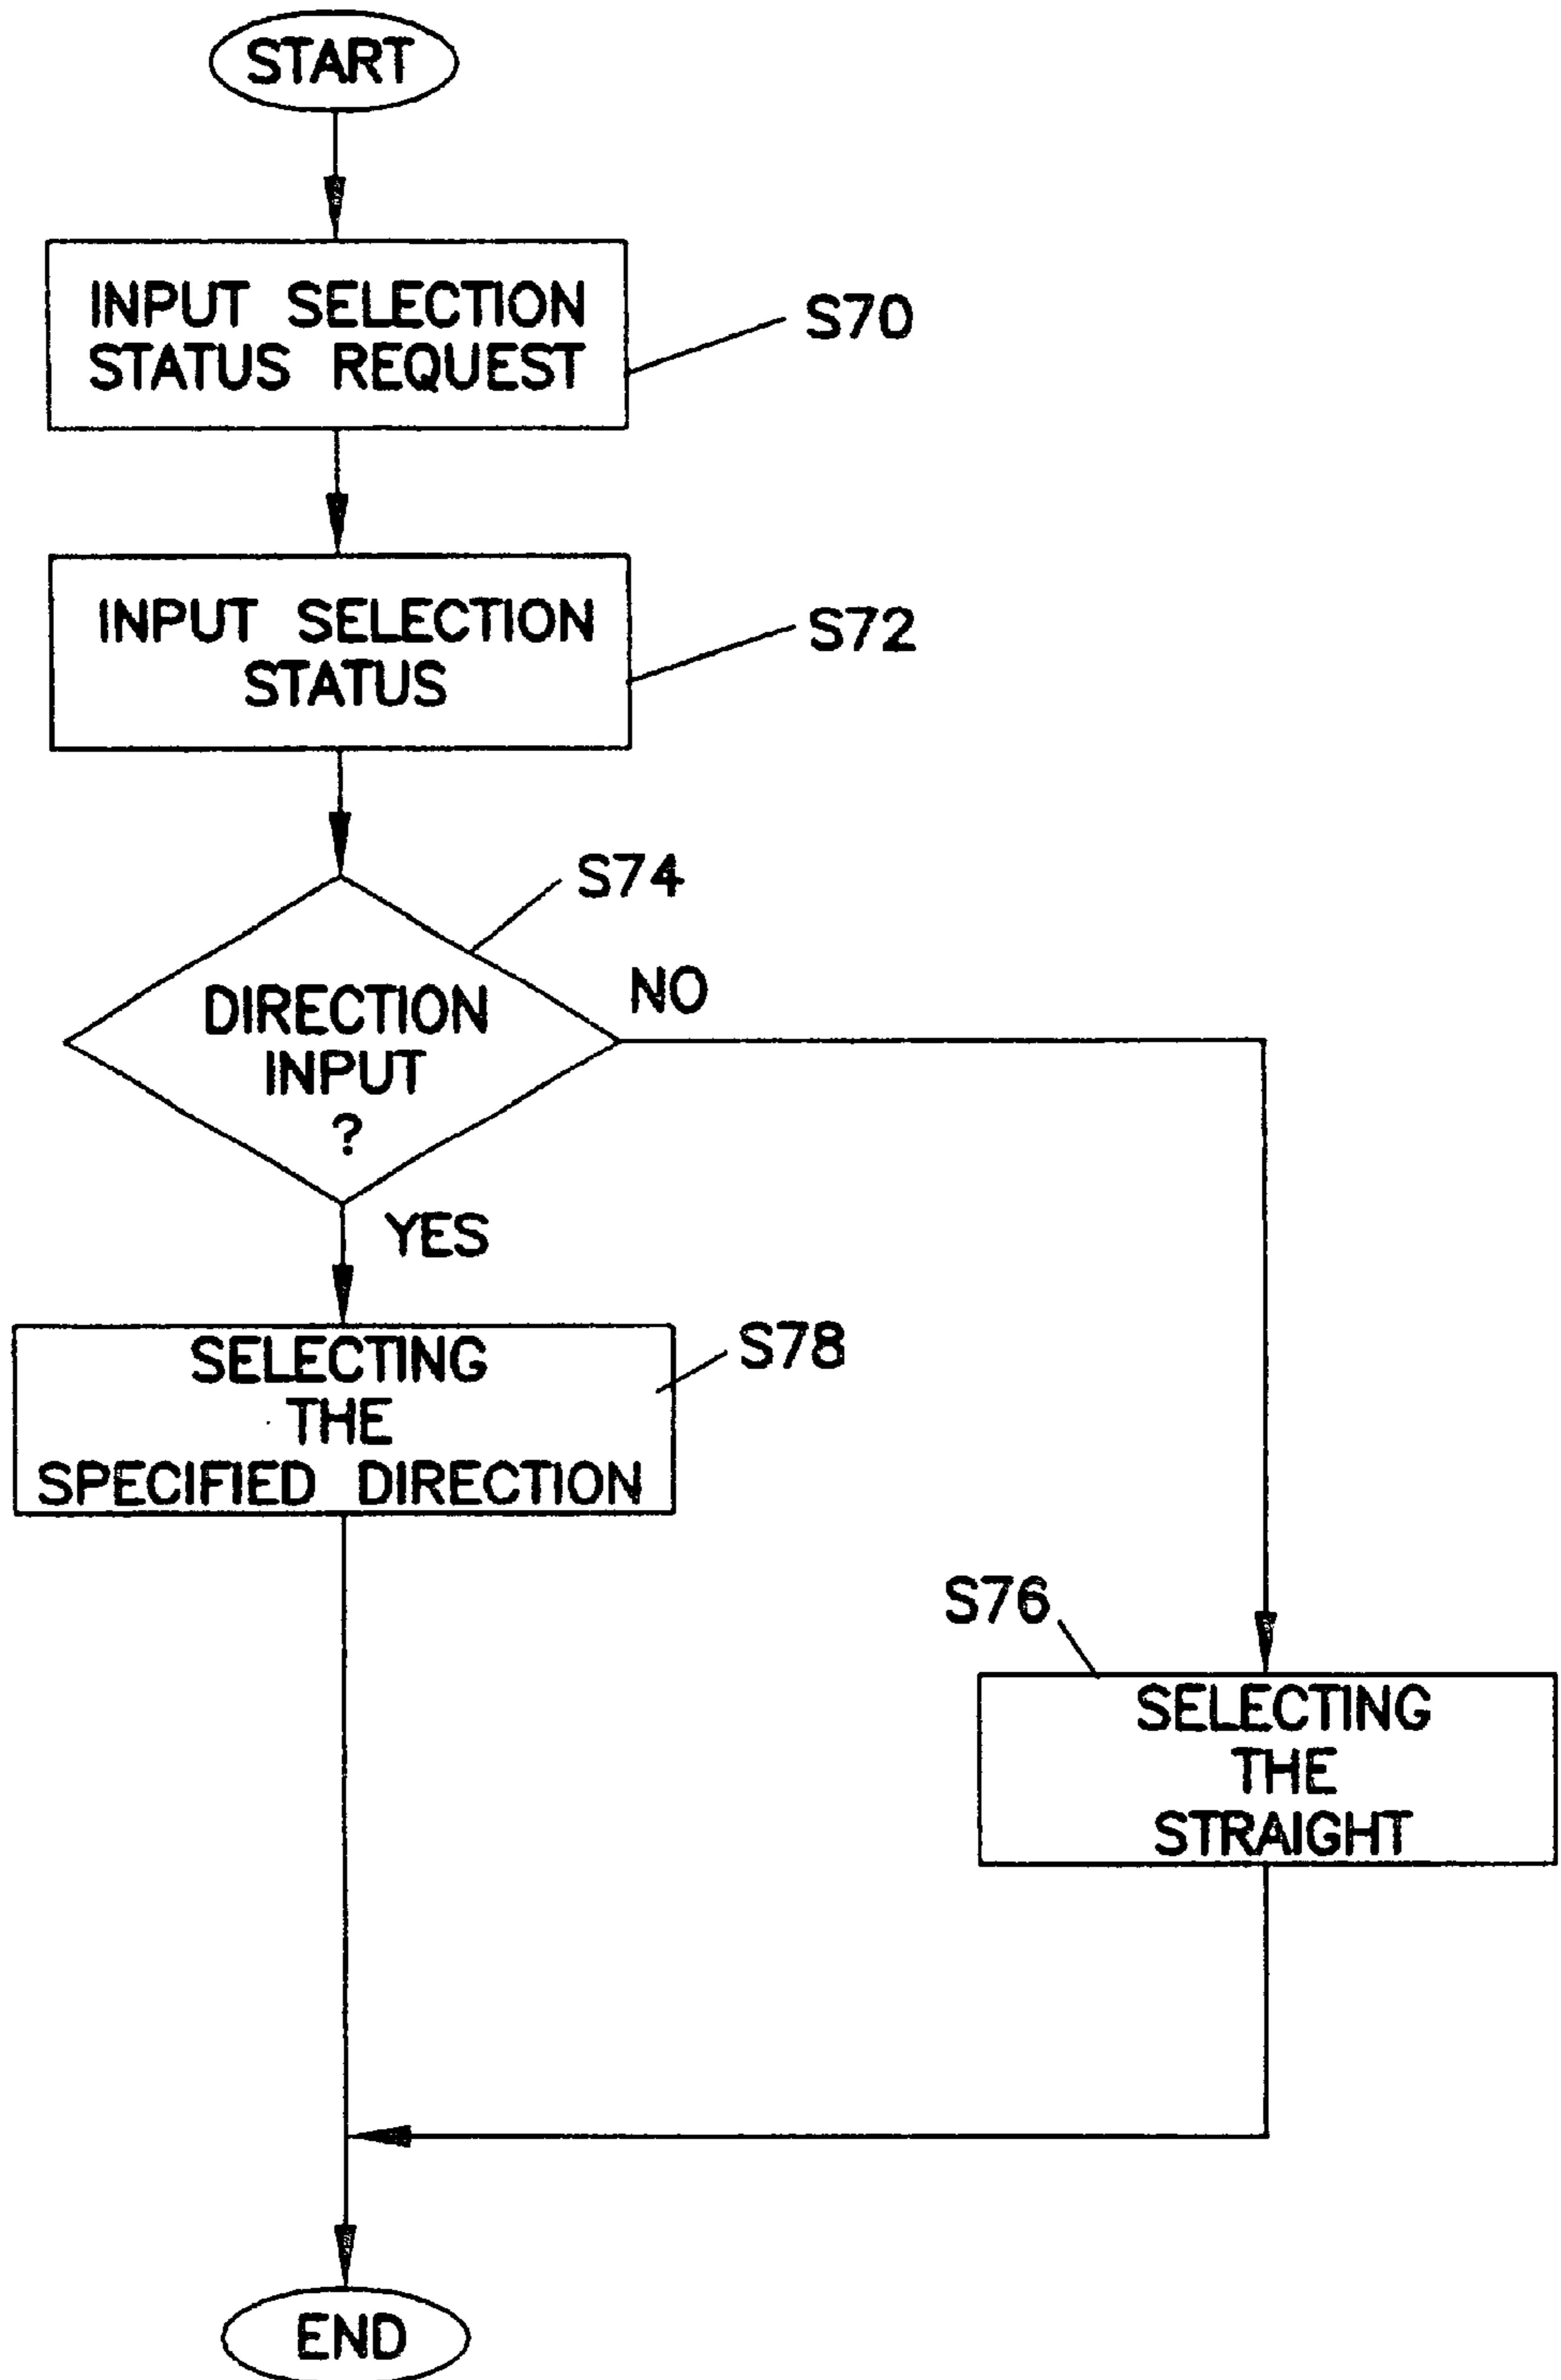 START
INPUT SELECTION
STATUS REQUEST
S70
INPUT SELECTION
STATUS
S72
S74
DIRECTION
INPUT
?
NO
YES
SELECTING
THE
SPECIFIED DIRECTION
S78
S76
SELECTING
THE
STRAIGHT
END